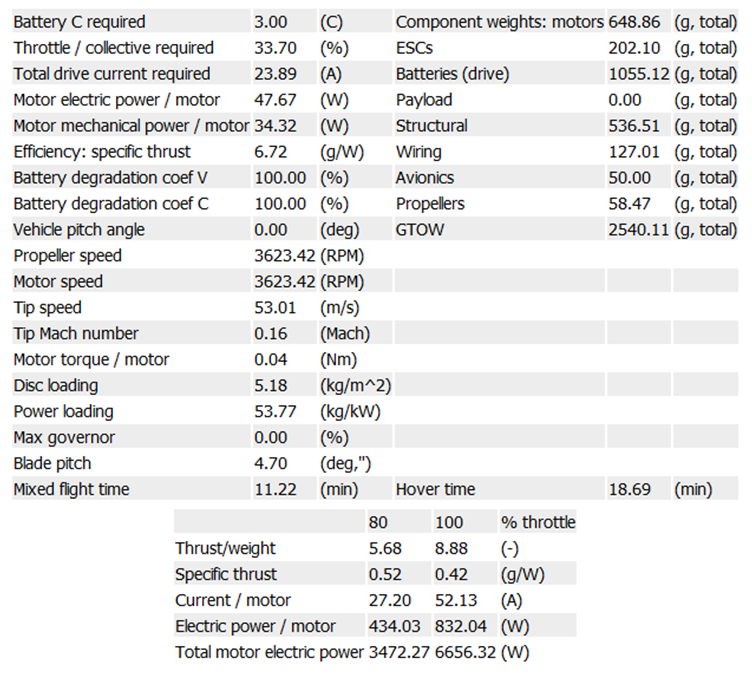 Battery C required 3.00 (C) Component weights: motors 648.86 (g, total)
Throttle / collective required 33.70 (%) ESCs 202.10 (g, total)
Total drive current required 23.89 (A) Batteries (drive) 1055.12 (g, total)
Motor electric power / motor 47.67 (W) Payload 0.00 (g, total)
Motor mechanical power / motor 34.32 (W) Structural 536.51 (g, total)
Efficiency: specific thrust 6.72 (g/W) Wiring 127.01 (g, total)
Battery degradation coef V 100.00 (%) Avionics 50.00 (g, total)
Battery degradation coef C 100.00 (%) Propellers 58.47 (g, total)
Vehicle pitch angle 0.00 (deg) GTOW 2540.11 (g, total)
Propeller speed 3623.42 (RPM)
Motor speed 3623.42 (RPM)
Tip speed 53.01 (m/s)
Tip Mach number 0.16 (Mach)
Motor torque / motor 0.04 (Nm)
Disc loading 5.18 (kg/m^2)
Power loading 53.77 (kg/kW)
Max governor 0.00 (%)
Blade pitch 4.70 (deg,")
Mixed flight time 11.22 (min) Hover time 18.69 (min)
80 100 % throttle
Thrust/weight 5.68 8.88 (-)
Specific thrust 0.52 0.42 (g/W)
Current / motor 27.20 52.13 (A)
Electric power / motor 434.03 832.04 (W)
Total motor electric power 3472.27 6656.32 (W)